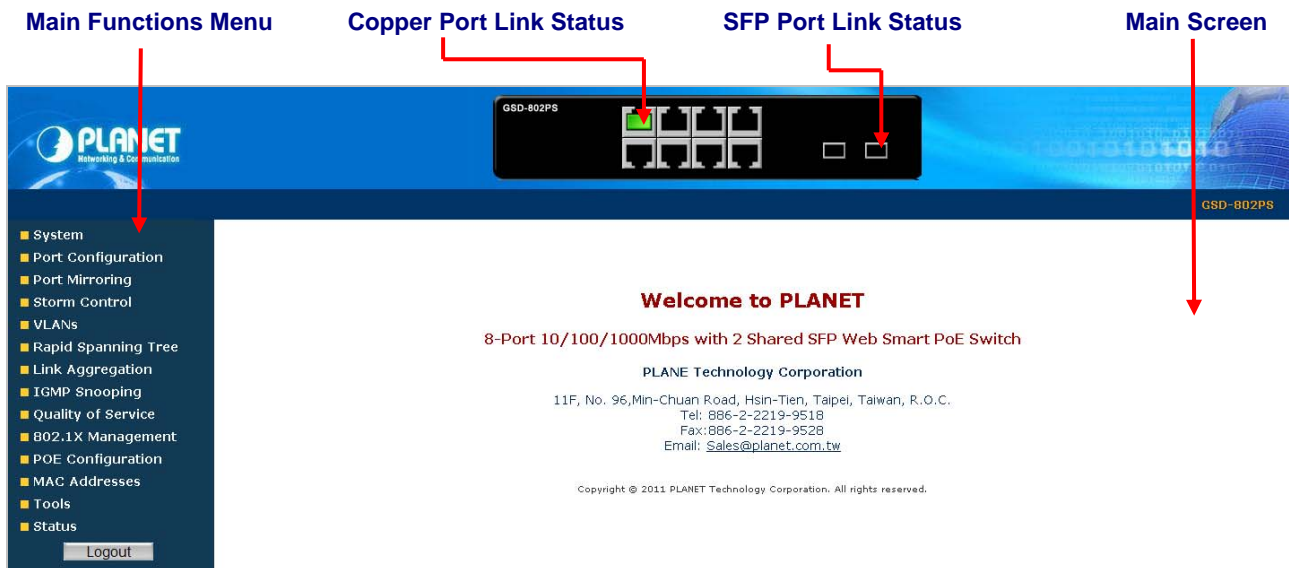 Main Functions Menu Copper Port Link Status SFP Port Link Status Main Screen
PLANET
Networking & Communication
GSD-802PS
GSD-802PS
System
Port Configuration
Port Mirroring
Storm Control
VLANs
Rapid Spanning Tree
Link Aggregation
IGMP Snooping
Quality of Service
802.1X Management
POE Configuration
MAC Addresses
Tools
Status
Logout
Welcome to PLANET
8-Port 10/100/1000Mbps with 2 Shared SFP Web Smart PoE Switch
PLANE Technology Corporation
11F, No. 96,Min-Chuan Road, Hsin-Tien, Taipei, Taiwan, R.O.C.
Tel: 886-2-2219-9518
Fax:886-2-2219-9528
Email: Sales@planet.com.tw
Copyright © 2011 PLANET Technology Corporation. All rights reserved.